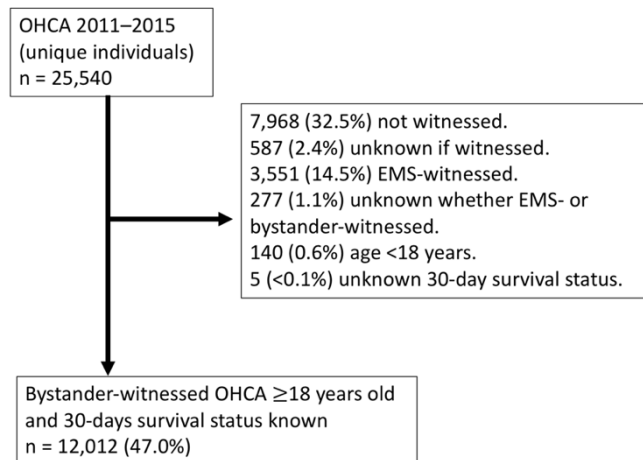 OHCA 2011–2015
(unique individuals)
n = 25,540
7,968 (32.5%) not witnessed.
587 (2.4%) unknown if witnessed.
3,551 (14.5%) EMS-witnessed.
277 (1.1%) unknown whether EMS- or
bystander-witnessed.
140 (0.6%) age <18 years.
5 (<0.1%) unknown 30-day survival status.
Bystander-witnessed OHCA ≥18 years old
and 30-days survival status known
n = 12,012 (47.0%)